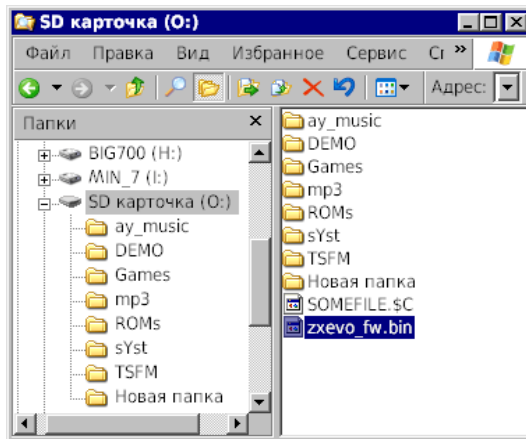 SD карточка (O:)
Файл Правка Вид Избранное Сервис »
Адрес:
Папки
BIG700 (H:)
MIN_7 (I:)
SD карточка (O:)
ay_music
DEMO
Games
mp3
ROMs
sYst
TSFM
Новая папка
ay_music
DEMO
Games
mp3
ROMs
sYst
TSFM
Новая папка
SOMEFILE.$C
zxevo_fw.bin